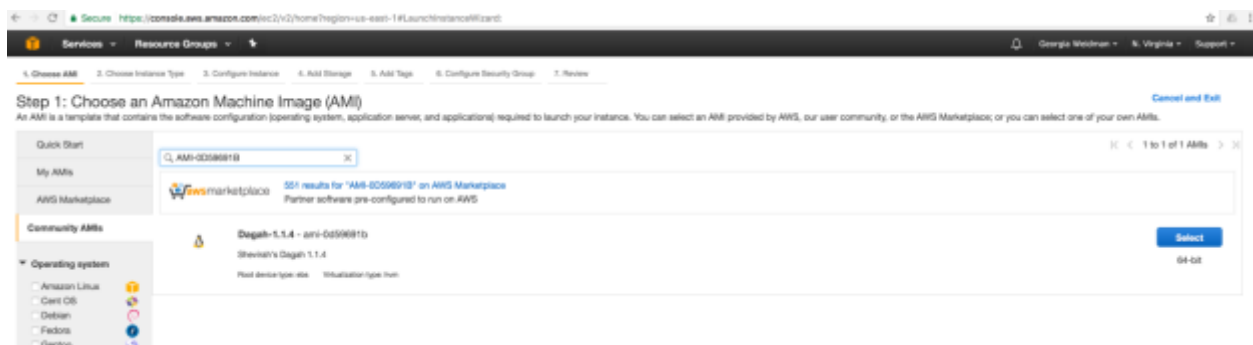 Secure https://console.aws.amazon.com/ec2/v2/home?region=us-east-1#LaunchInstanceWizard:
Services Resource Groups Georgia Weidman N. Virginia Support
1. Choose AMI 2. Choose Instance Type 3. Configure Instance 4. Add Storage 5. Add Tags 6. Configure Security Group 7. Review
Step 1: Choose an Amazon Machine Image (AMI) Cancel and Exit
An AMI is a template that contains the software configuration (operating system, application server, and applications) required to launch your instance. You can select an AMI provided by AWS, our user community, or the AWS Marketplace; or you can select one of your own AMIs.
Quick Start
My AMIs
AWS Marketplace
Community AMIs
Operating system
Amazon Linux
Cent OS
Debian
Fedora
Gentoo
AMI-0D59691B
1 to 1 of 1 AMIs
awsmarketplace
551 results for "AMI-0D59691B" on AWS Marketplace
Partner software pre-configured to run on AWS
Dagah-1.1.4 - ami-0d59691b
Shevirah's Dagah 1.1.4
Root device type: ebs Virtualization type: hvm
Select
64-bit